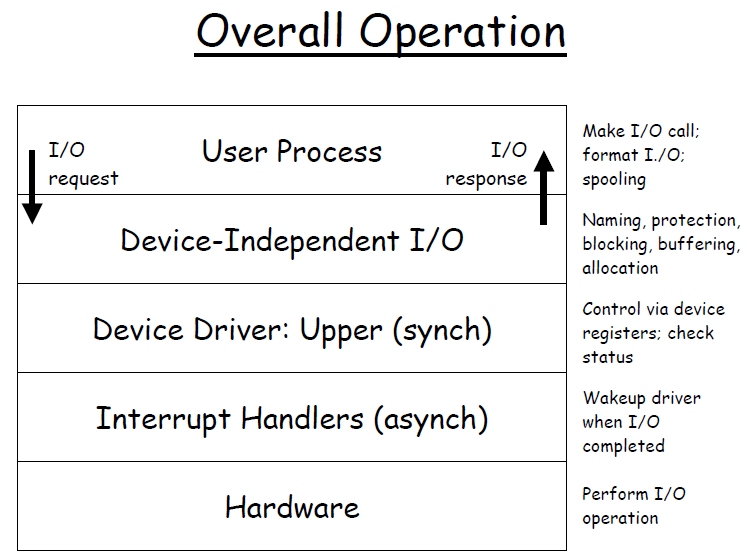 Overall Operation
I/O
request
User Process
I/O
response
Make I/O call;
format I./O;
spooling
Device-Independent I/O
Naming, protection,
blocking, buffering,
allocation
Device Driver: Upper (synch)
Control via device
registers; check
status
Interrupt Handlers (asynch)
Wakeup driver
when I/O
completed
Hardware
Perform I/O
operation